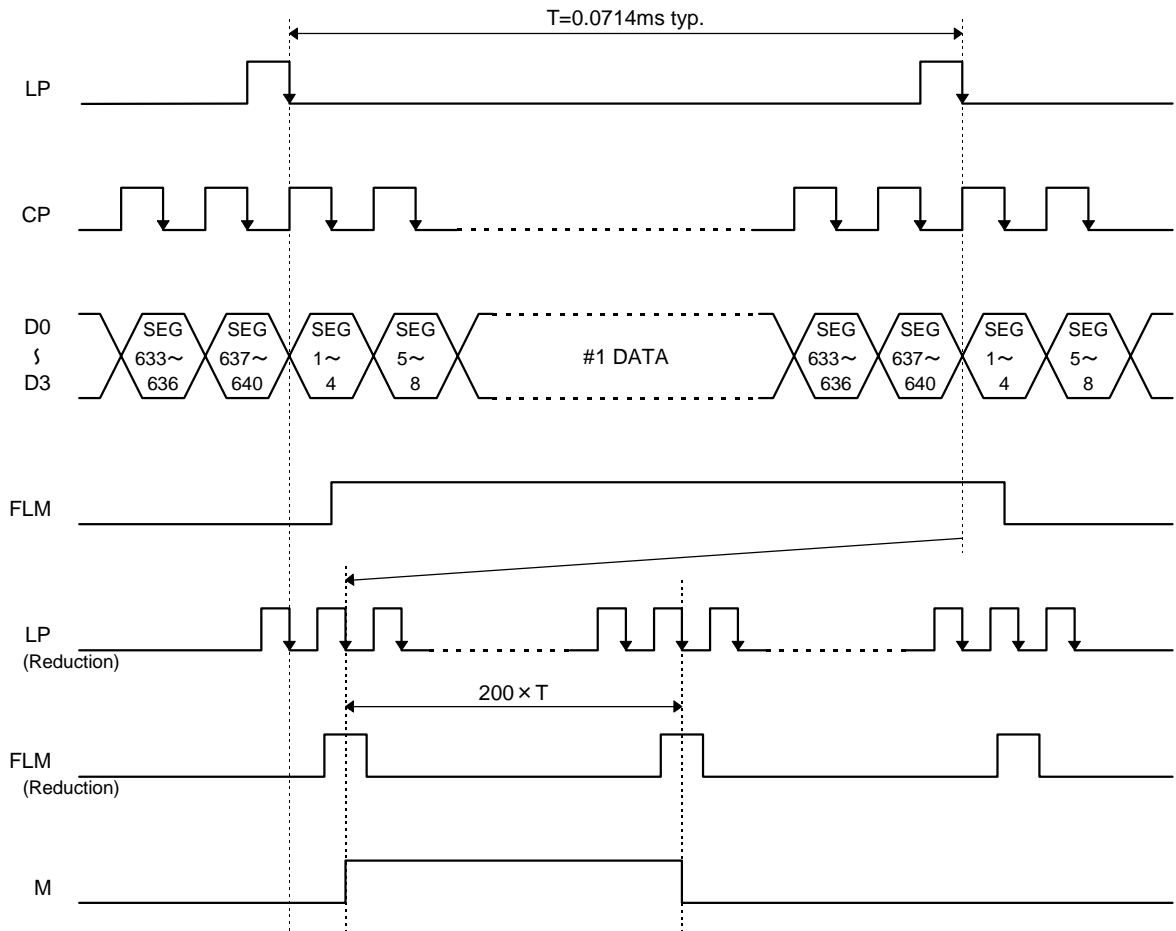 T=0.0714ms typ.
LP
CP
D0
∫
D3
SEG 633～ 636
SEG 637～ 640
SEG 1～ 4
SEG 5～ 8
#1 DATA
SEG 633～ 636
SEG 637～ 640
SEG 1～ 4
SEG 5～ 8
FLM
LP
(Reduction)
200×T
FLM
(Reduction)
M